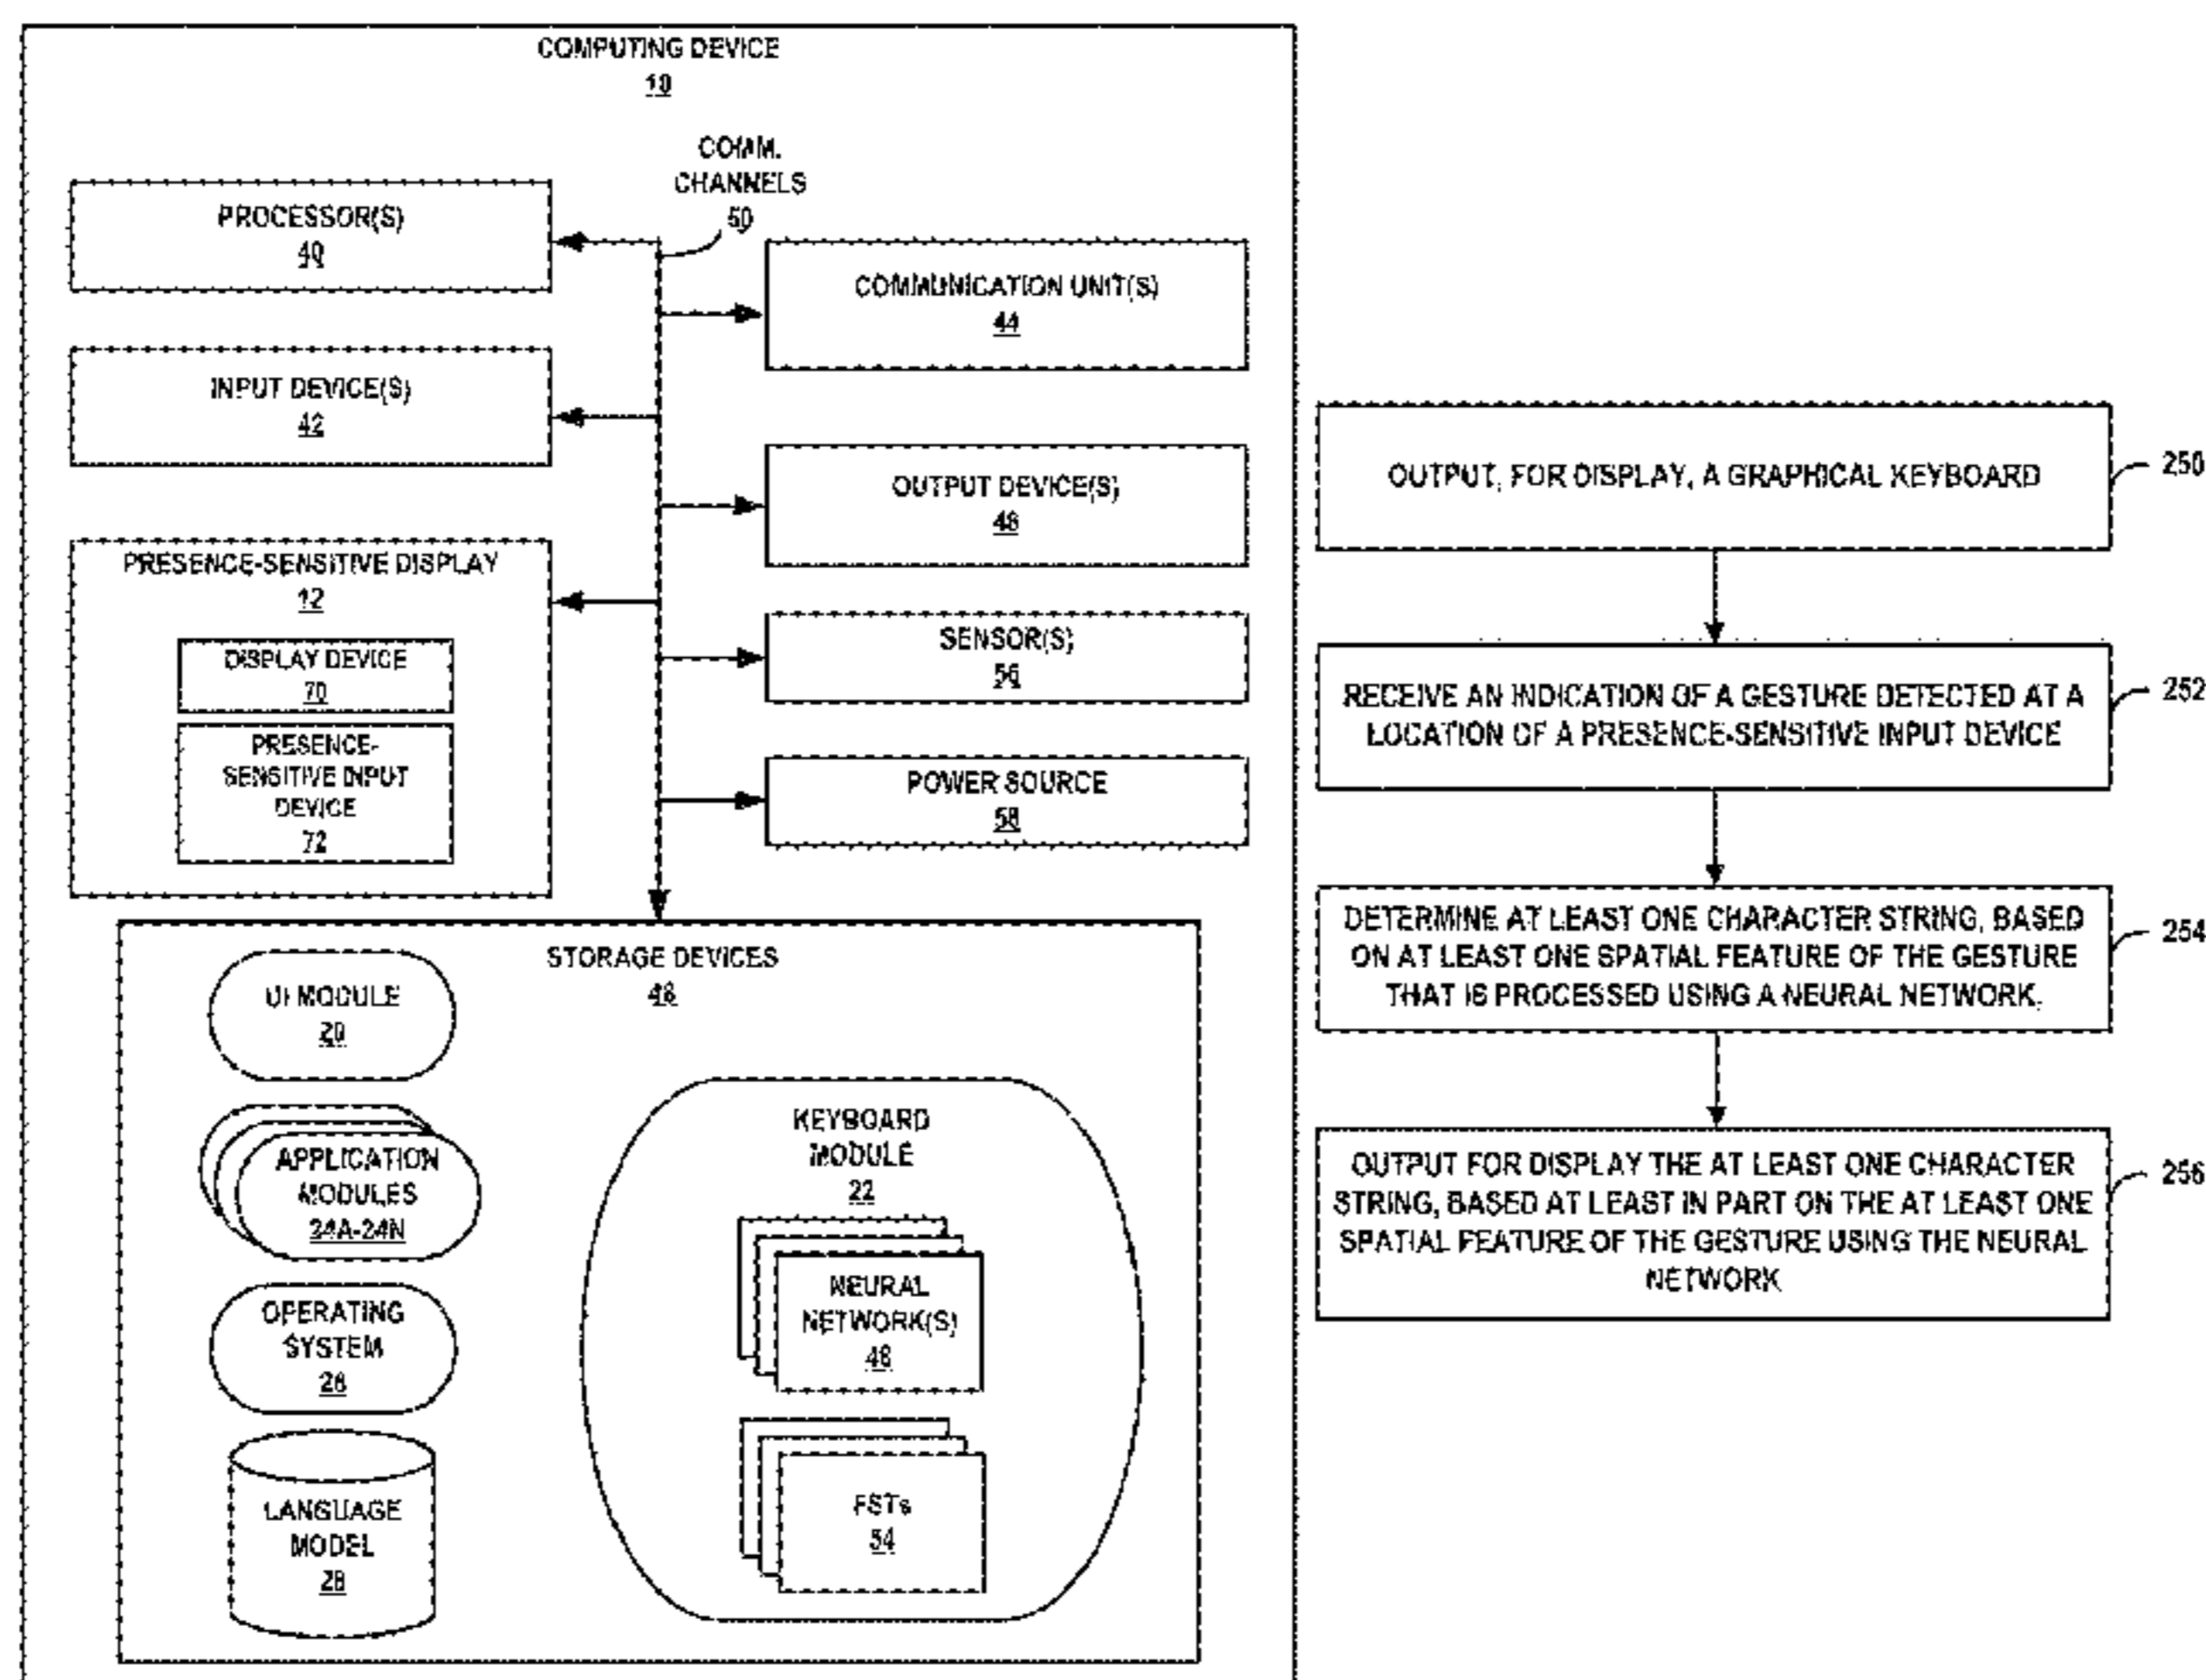 COMPUTING DEVICE
10
COMM.
CHANNELS
50
PROCESSOR(S)
40
COMMUNICATION UNIT(S)
44
INPUT DEVICE(S)
42
OUTPUT DEVICE(S)
46
PRESENCE-SENSITIVE DISPLAY
12
DISPLAY DEVICE
70
PRESENCE-
SENSITIVE INPUT
DEVICE
72
SENSOR(S)
56
POWER SOURCE
58
STORAGE DEVICES
48
UI MODULE
20
APPLICATION
MODULES
24A-24N
OPERATING
SYSTEM
26
LANGUAGE
MODEL
28
KEYBOARD
MODULE
22
NEURAL
NETWORK(S)
48
FSTs
54
OUTPUT, FOR DISPLAY, A GRAPHICAL KEYBOARD
250
RECEIVE AN INDICATION OF A GESTURE DETECTED AT A
LOCATION OF A PRESENCE-SENSITIVE INPUT DEVICE
252
DETERMINE AT LEAST ONE CHARACTER STRING, BASED
ON AT LEAST ONE SPATIAL FEATURE OF THE GESTURE
THAT IS PROCESSED USING A NEURAL NETWORK.
254
OUTPUT FOR DISPLAY THE AT LEAST ONE CHARACTER
STRING, BASED AT LEAST IN PART ON THE AT LEAST ONE
SPATIAL FEATURE OF THE GESTURE USING THE NEURAL
NETWORK
256